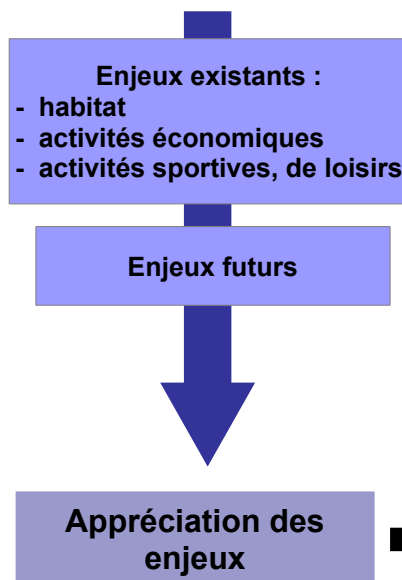 Enjeux existants :
- habitat
- activités économiques
- activités sportives, de loisirs
Enjeux futurs
Appréciation des
enjeux